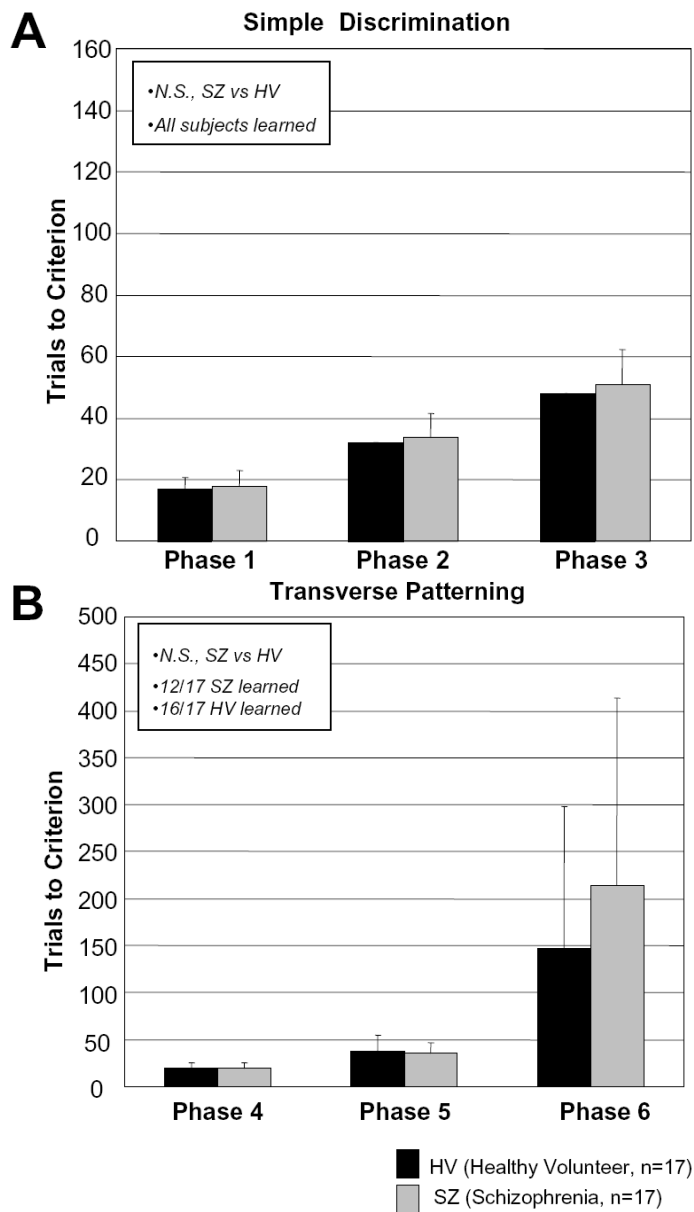 A
Simple Discrimination
160
140
120
100
80
60
40
20
0
Trials to Criterion
•N.S., SZ vs HV
•All subjects learned
Phase 1 Phase 2 Phase 3
B
Transverse Patterning
500
450
400
350
300
250
200
150
100
50
0
Trials to Criterion
•N.S., SZ vs HV
•12/17 SZ learned
•16/17 HV learned
Phase 4 Phase 5 Phase 6
HV (Healthy Volunteer, n=17)
SZ (Schizophrenia, n=17)